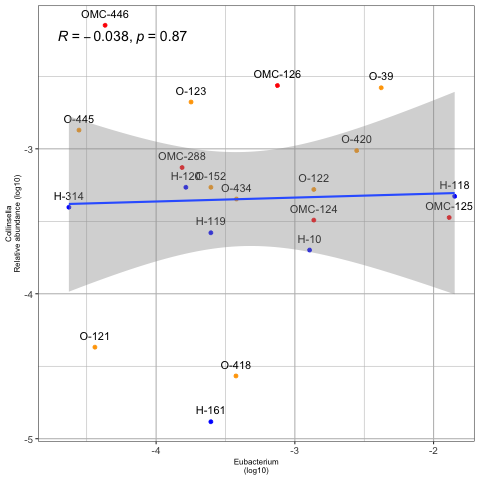 OMC-446
R = −0.038, p = 0.87
OMC-126
O-39
O-123
O-445
O-420
-3
OMC-288
H-120
O-152
O-122
O-434
H-118
H-314
OMC-124
OMC-125
H-119
H-10
-4
O-121
O-418
H-161
-5
Collinsella
Relative abundance (log10)
-4 -3 -2
Eubacterium
(log10)